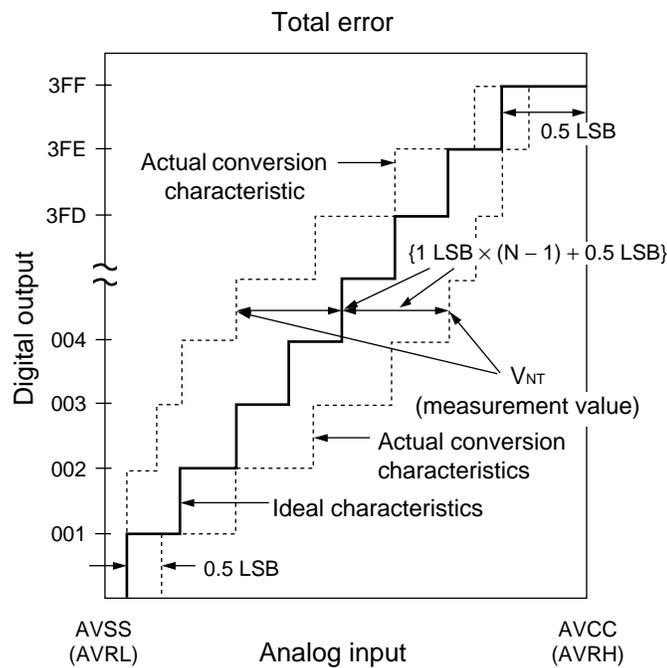 Total error
3FF
0.5 LSB
3FE
Actual conversion
characteristic
3FD
{1 LSB × (N − 1) + 0.5 LSB}
Digital output
004
VNT
(measurement value)
003
Actual conversion
characteristics
002
Ideal characteristics
001
0.5 LSB
AVSS
(AVRL)
Analog input
AVCC
(AVRH)